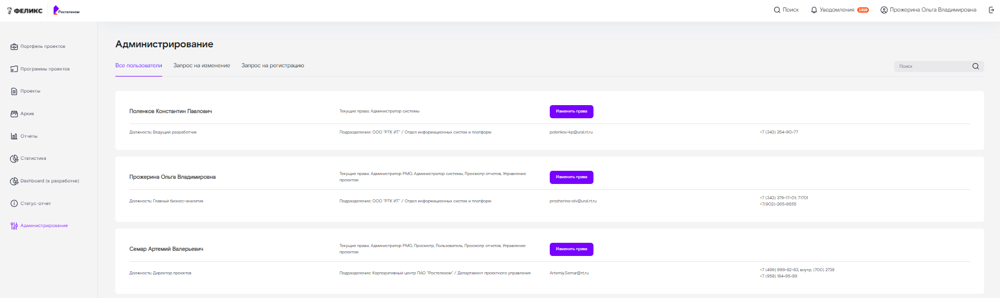 ФЕЛИКС
Ростелеком
Поиск
Уведомления 1319
Прожерина Ольга Владимировна
Портфель проектов
Программы проектов
Проекты
Архив
Отчеты
Статистика
Dashboard (в разработке)
Статус-отчет
Администрирование
Администрирование
Все пользователи
Запрос на изменение
Запрос на регистрацию
Поиск
Поленков Константин Павлович
Текущие права: Администратор системы
Изменить права
Должность: Ведущий разработчик
Подразделение: ООО "РТК ИТ" / Отдел информационных систем и платформ
polenkov-kp@ural.rt.ru
+7 (343) 354-90-77
Прожерина Ольга Владимировна
Текущие права: Администратор РМО, Администратор системы, Просмотр отчетов, Управление
проектом
Изменить права
Должность: Главный бизнес-аналитик
Подразделение: ООО "РТК ИТ" / Отдел информационных систем и платформ
prozherina-olv@ural.rt.ru
+7 (343) 379-17-01; 71701
+7(902)-265-6655
Семар Артемий Валерьевич
Текущие права: Администратор РМО, Просмотр, Пользователь, Просмотр отчетов, Управление
проектом
Изменить права
Должность: Директор проектов
Подразделение: Корпоративный центр ПАО "Ростелеком" / Департамент проектного управления
Artemiy.Semar@rt.ru
+7 (499) 999-82-83, внутр. (700) 2738
+7 (958) 184-95-89